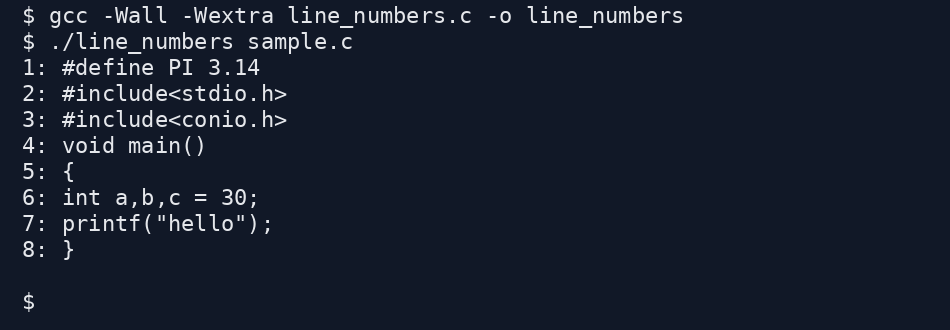 $ gcc -Wall -Wextra line_numbers.c -o line_numbers
$ ./line_numbers sample.c
1: #define PI 3.14
2: #include<stdio.h>
3: #include<conio.h>
4: void main()
5: {
6: int a,b,c = 30;
7: printf("hello");
8: }
$